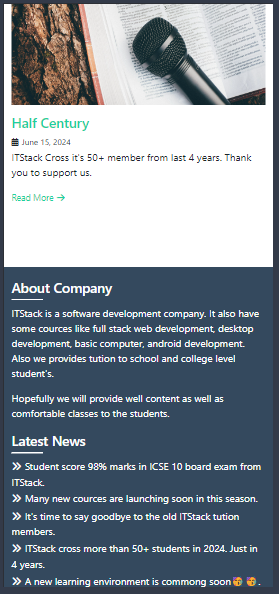 Half Century
June 15, 2024
ITStack Cross it's 50+ member from last 4 years. Thank
you to support us.
Read More →
About Company
ITStack is a software development company. It also have
some cources like full stack web development, desktop
development, basic computer, android development.
Also we provides tution to school and college level
student's.
Hopefully we will provide well content as well as
comfortable classes to the students.
Latest News
» Student score 98% marks in ICSE 10 board exam from
ITStack.
» Many new cources are launching soon in this season.
» It's time to say goodbye to the old ITStack tution
members.
» ITStack cross more than 50+ students in 2024. Just in
4 years.
» A new learning environment is commong soon🥳🥳.